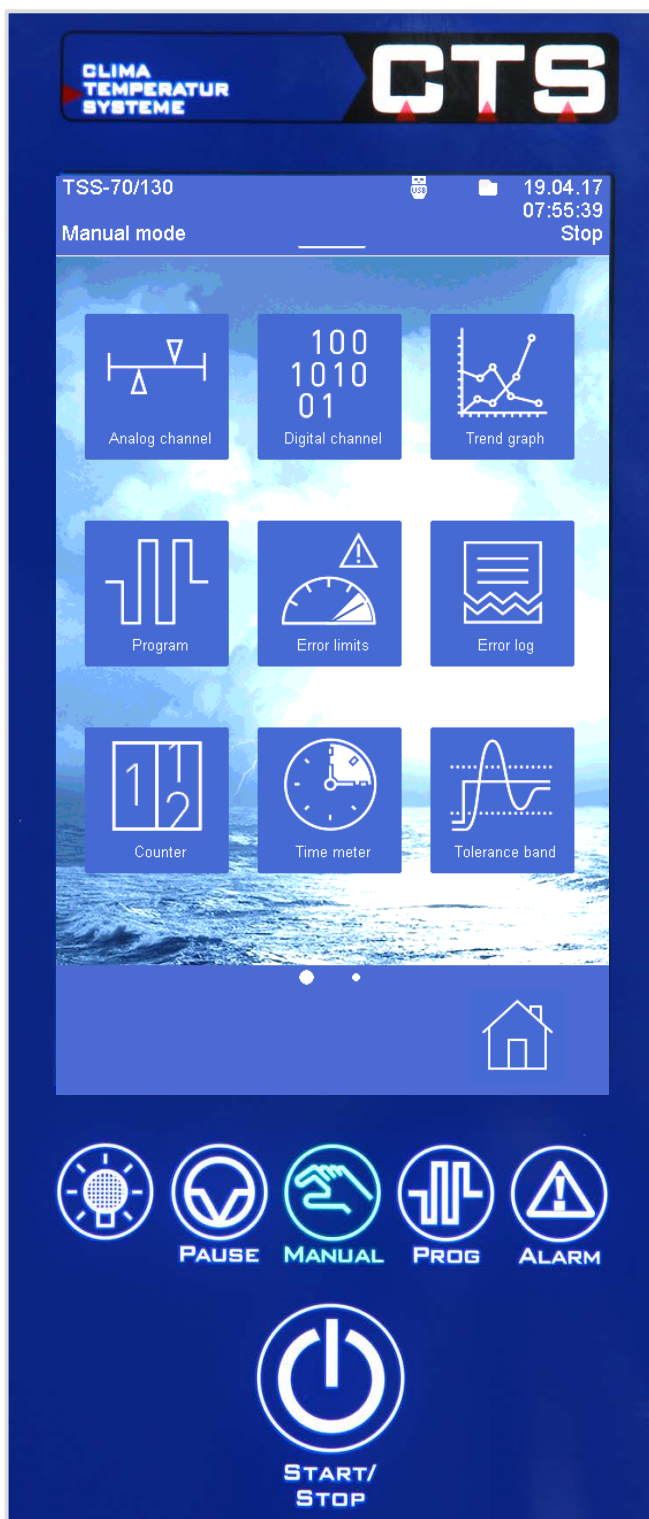 CLIMA
TEMPERATUR
SYSTEME
CTS
TSS-70/130
USB
19.04.17
07:55:39
Manual mode
Stop
100
1010
01
Analog channel
Digital channel
Trend graph
Program
Error limits
Error log
1 1
2
Counter
Time meter
Tolerance band
PAUSE
MANUAL
PROG
ALARM
START/
STOP